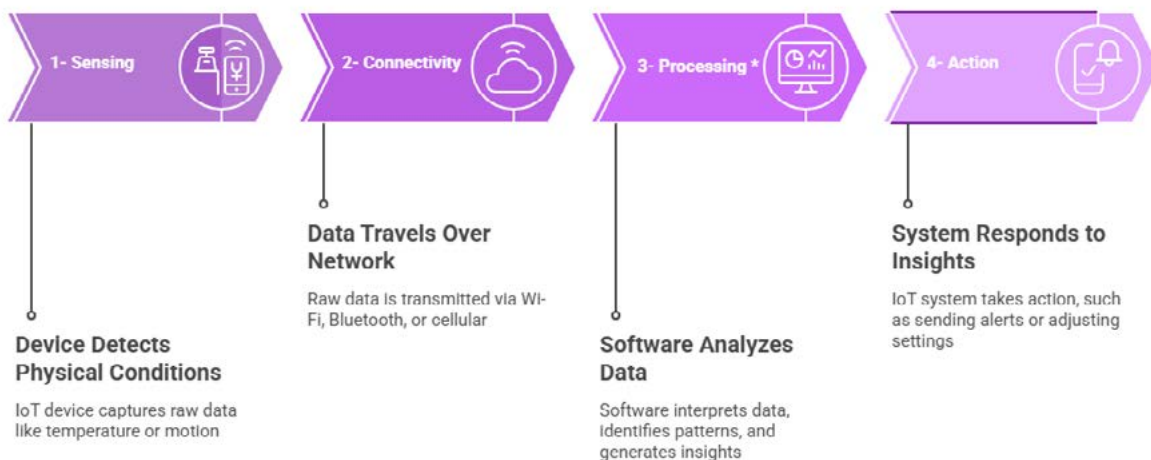 1- Sensing
2- Connectivity
3- Processing *
4- Action
Device Detects
Physical Conditions
IoT device captures raw data
like temperature or motion
Data Travels Over
Network
Raw data is transmitted via Wi-
Fi, Bluetooth, or cellular
Software Analyzes
Data
Software interprets data,
identifies patterns, and
generates insights
System Responds to
Insights
IoT system takes action, such
as sending alerts or adjusting
settings